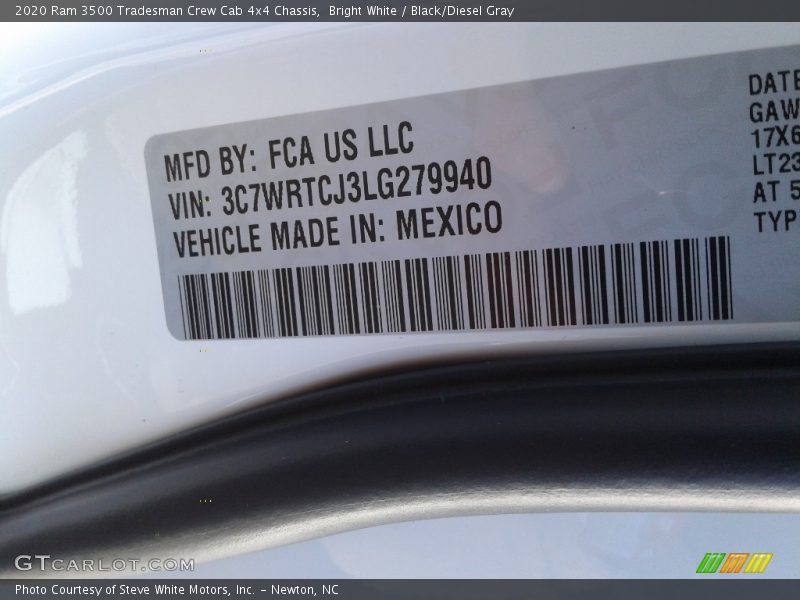 2020 Ram 3500 Tradesman Crew Cab 4x4 Chassis, Bright White / Black/Diesel Gray
MFD BY: FCA US LLC
VIN: 3C7WRTCJ3LG279940
VEHICLE MADE IN: MEXICO
DATE
GAW
17X6
LT23
AT 5
TYP
GTCARLOT.COM
Photo Courtesy of Steve White Motors, Inc. – Newton, NC